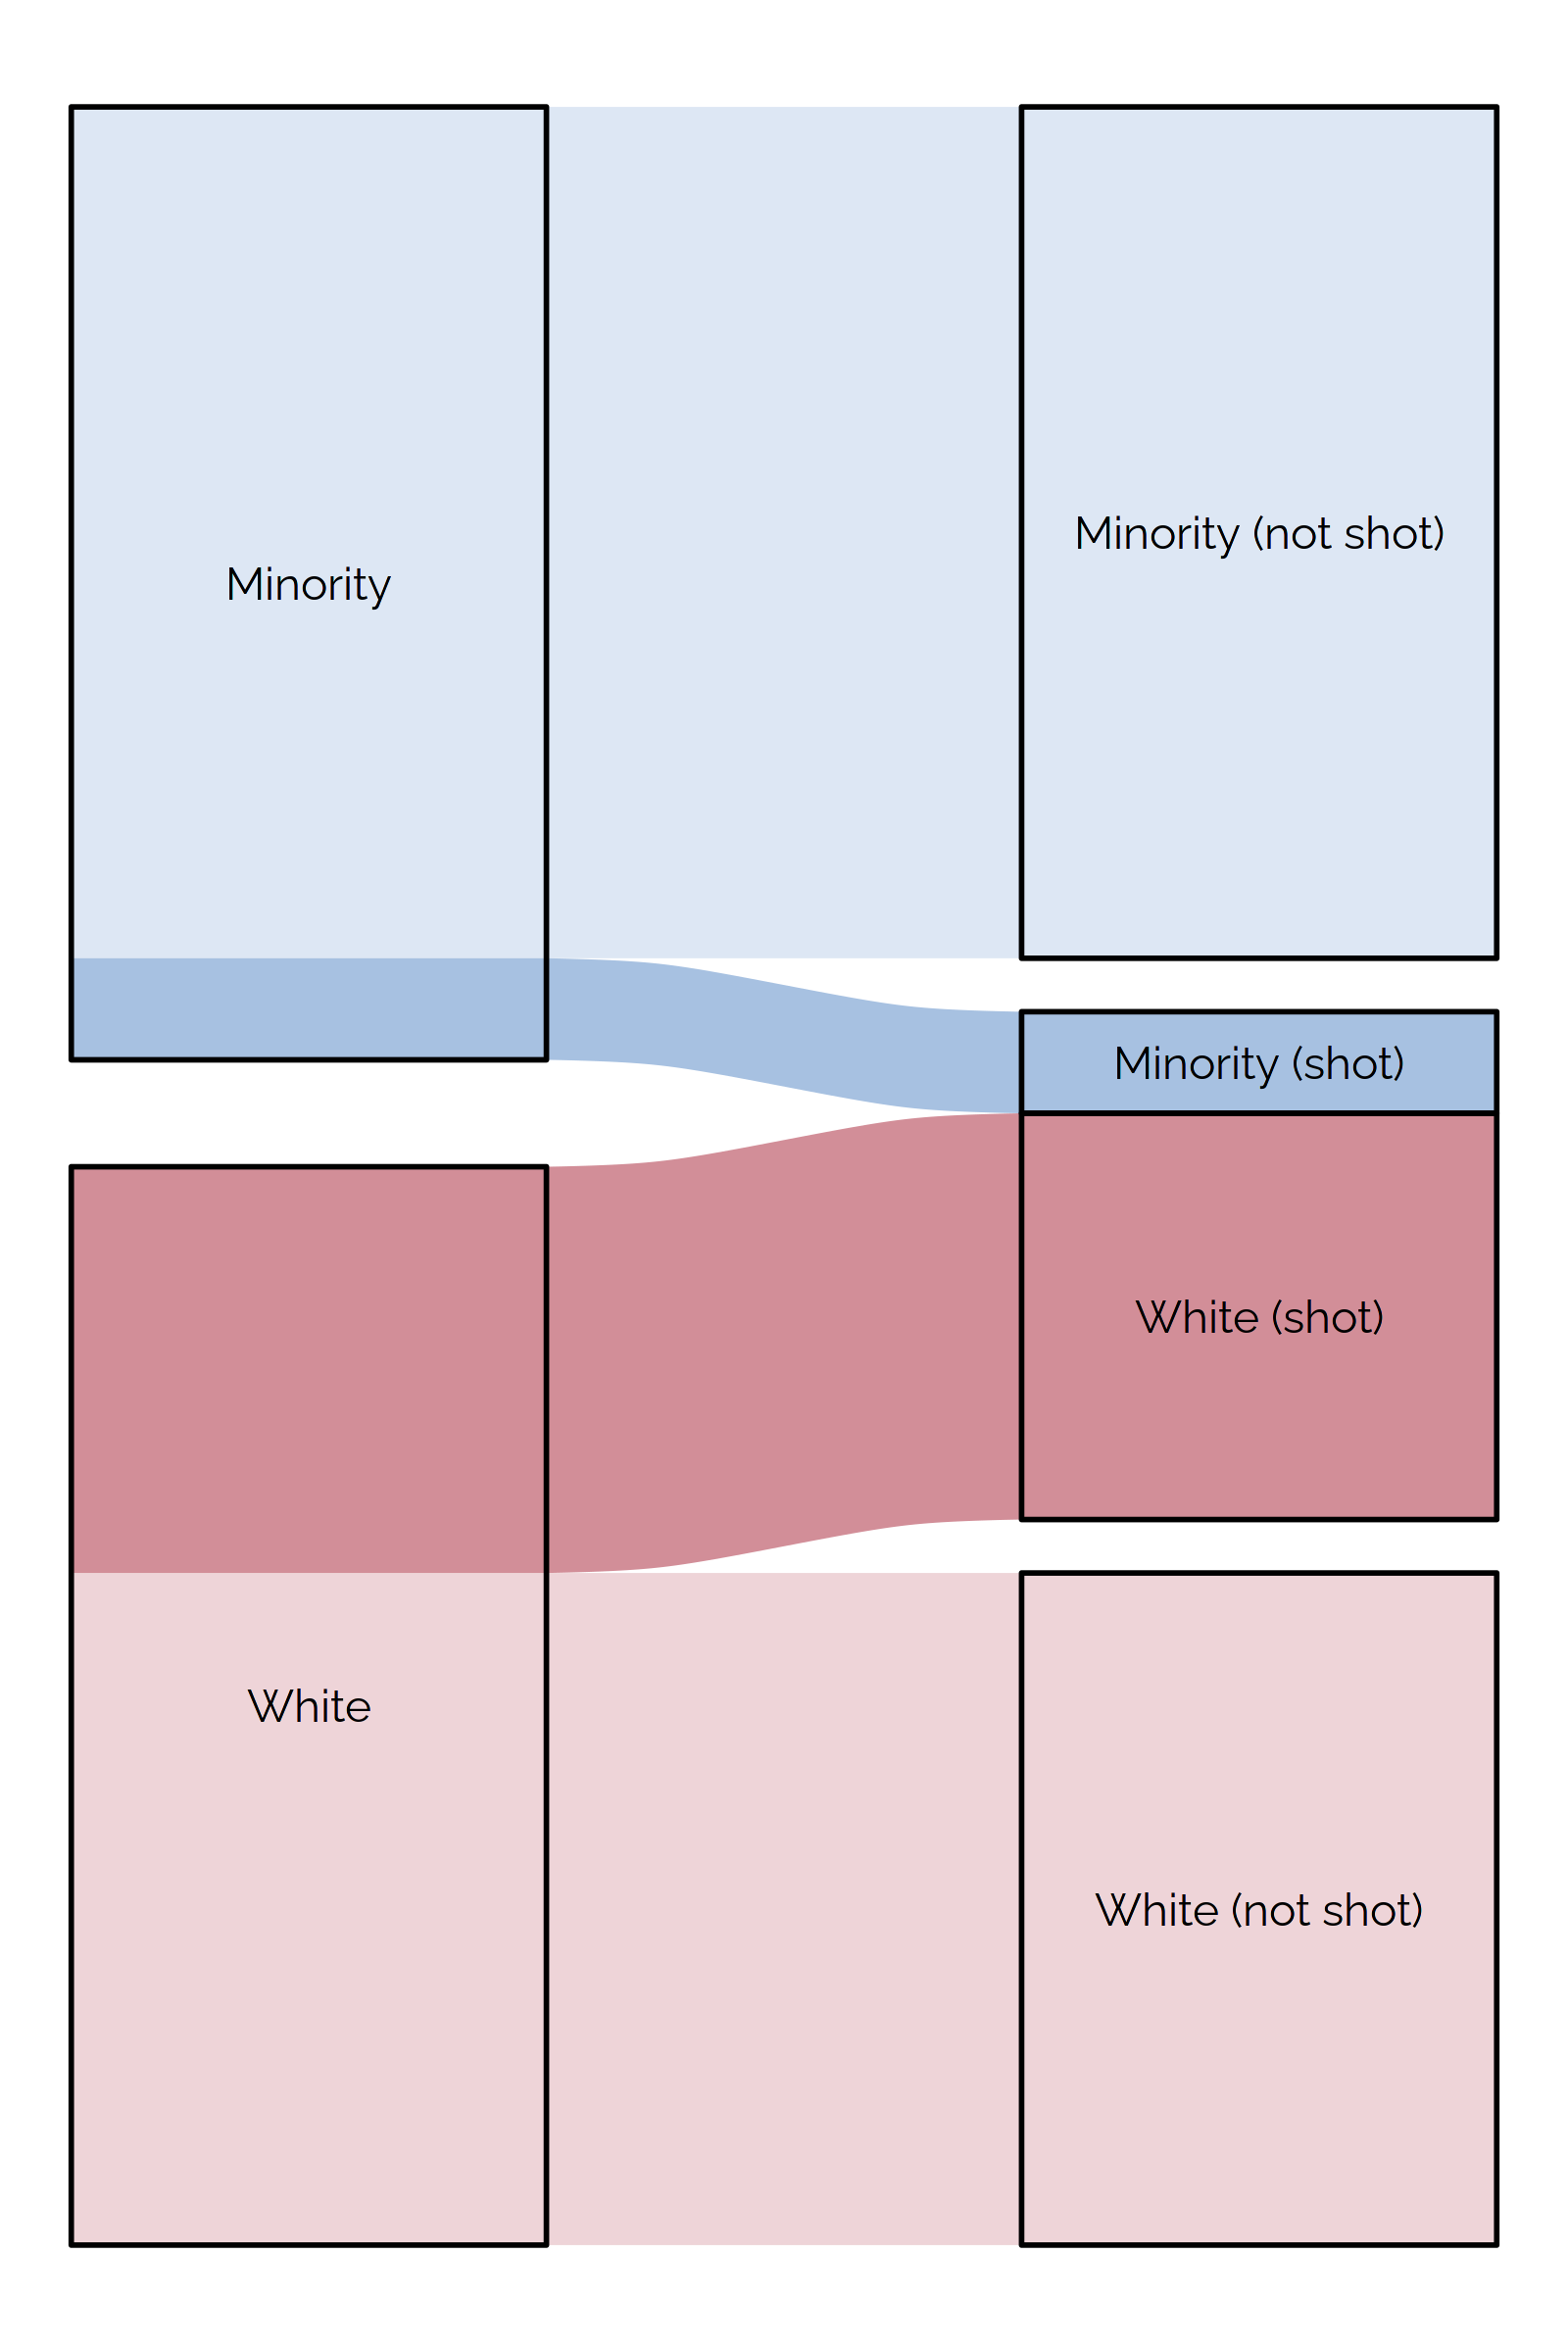 Minority
Minority (not shot)
Minority (shot)
White (shot)
White
White (not shot)